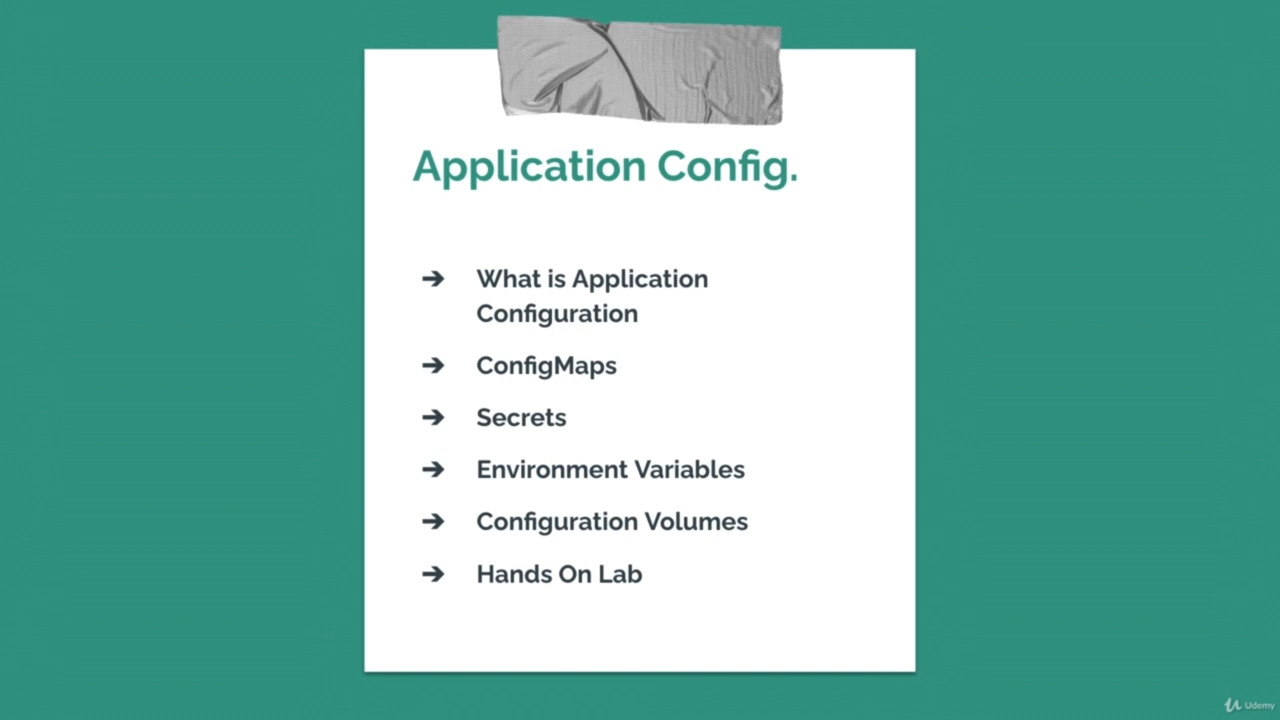 Application Config.
➔ What is Application
Configuration
➔ ConfigMaps
➔ Secrets
➔ Environment Variables
➔ Configuration Volumes
➔ Hands On Lab
Udemy